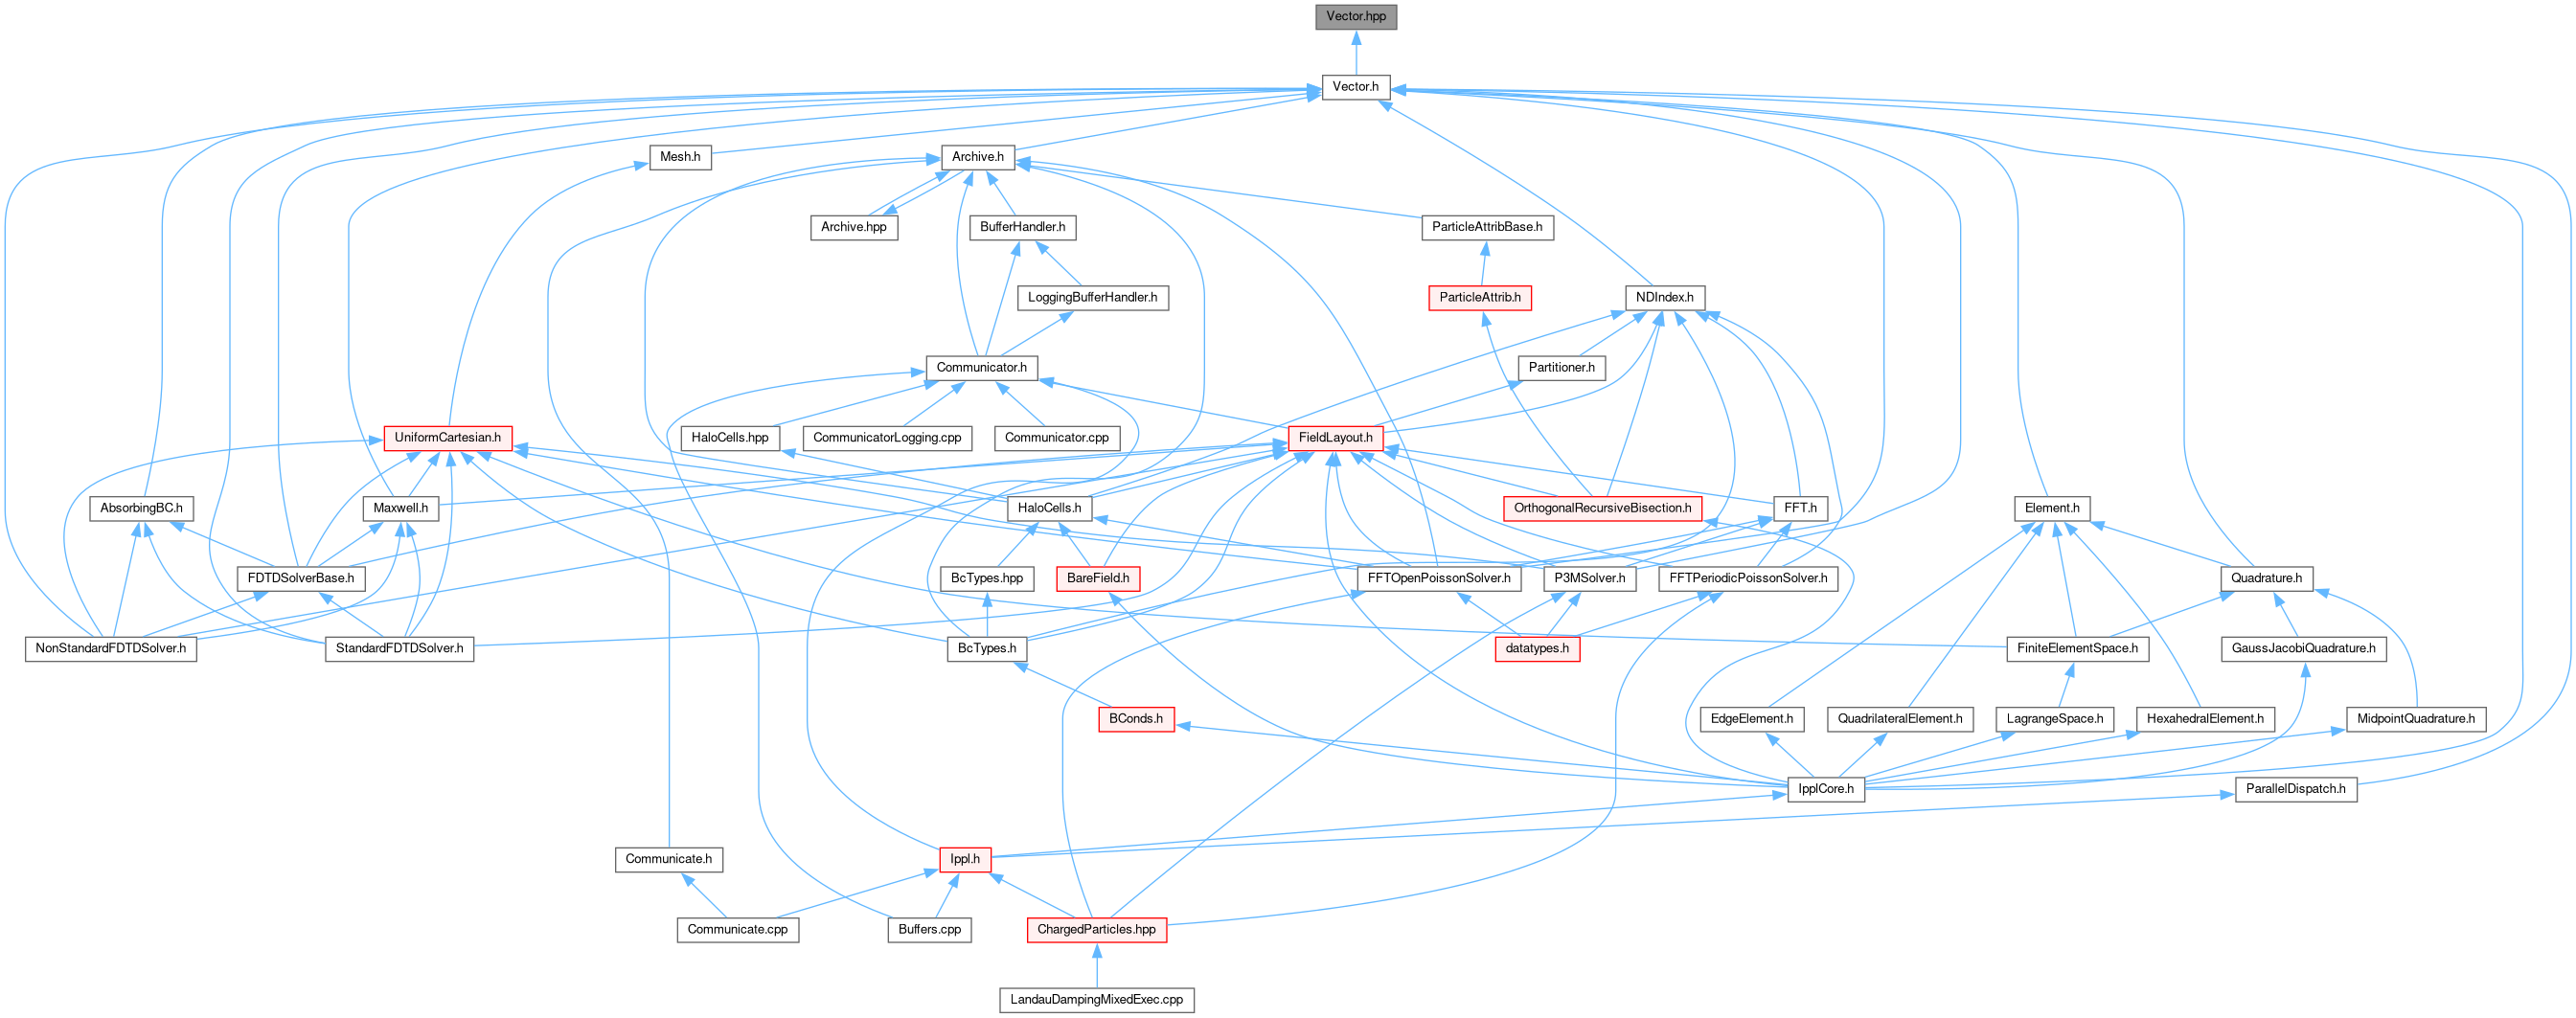 Vector.hpp
Vector.h
Mesh.h
Archive.h
Archive.hpp
BufferHandler.h
ParticleAttribBase.h
LoggingBufferHandler.h
ParticleAttrib.h
NDIndex.h
Communicator.h
Partitioner.h
UniformCartesian.h
HaloCells.hpp
CommunicatorLogging.cpp
Communicator.cpp
FieldLayout.h
AbsorbingBC.h
Maxwell.h
HaloCells.h
OrthogonalRecursiveBisection.h
FFT.h
Element.h
FDTDSolverBase.h
BcTypes.hpp
BareField.h
FFTOpenPoissonSolver.h
P3MSolver.h
FFTPeriodicPoissonSolver.h
Quadrature.h
NonStandardFDTDSolver.h
StandardFDTDSolver.h
BcTypes.h
datatypes.h
FiniteElementSpace.h
GaussJacobiQuadrature.h
BConds.h
EdgeElement.h
QuadrilateralElement.h
LagrangeSpace.h
HexahedralElement.h
MidpointQuadrature.h
IpplCore.h
ParallelDispatch.h
Communicate.h
Ippl.h
Communicate.cpp
Buffers.cpp
ChargedParticles.hpp
LandauDampingMixedExec.cpp